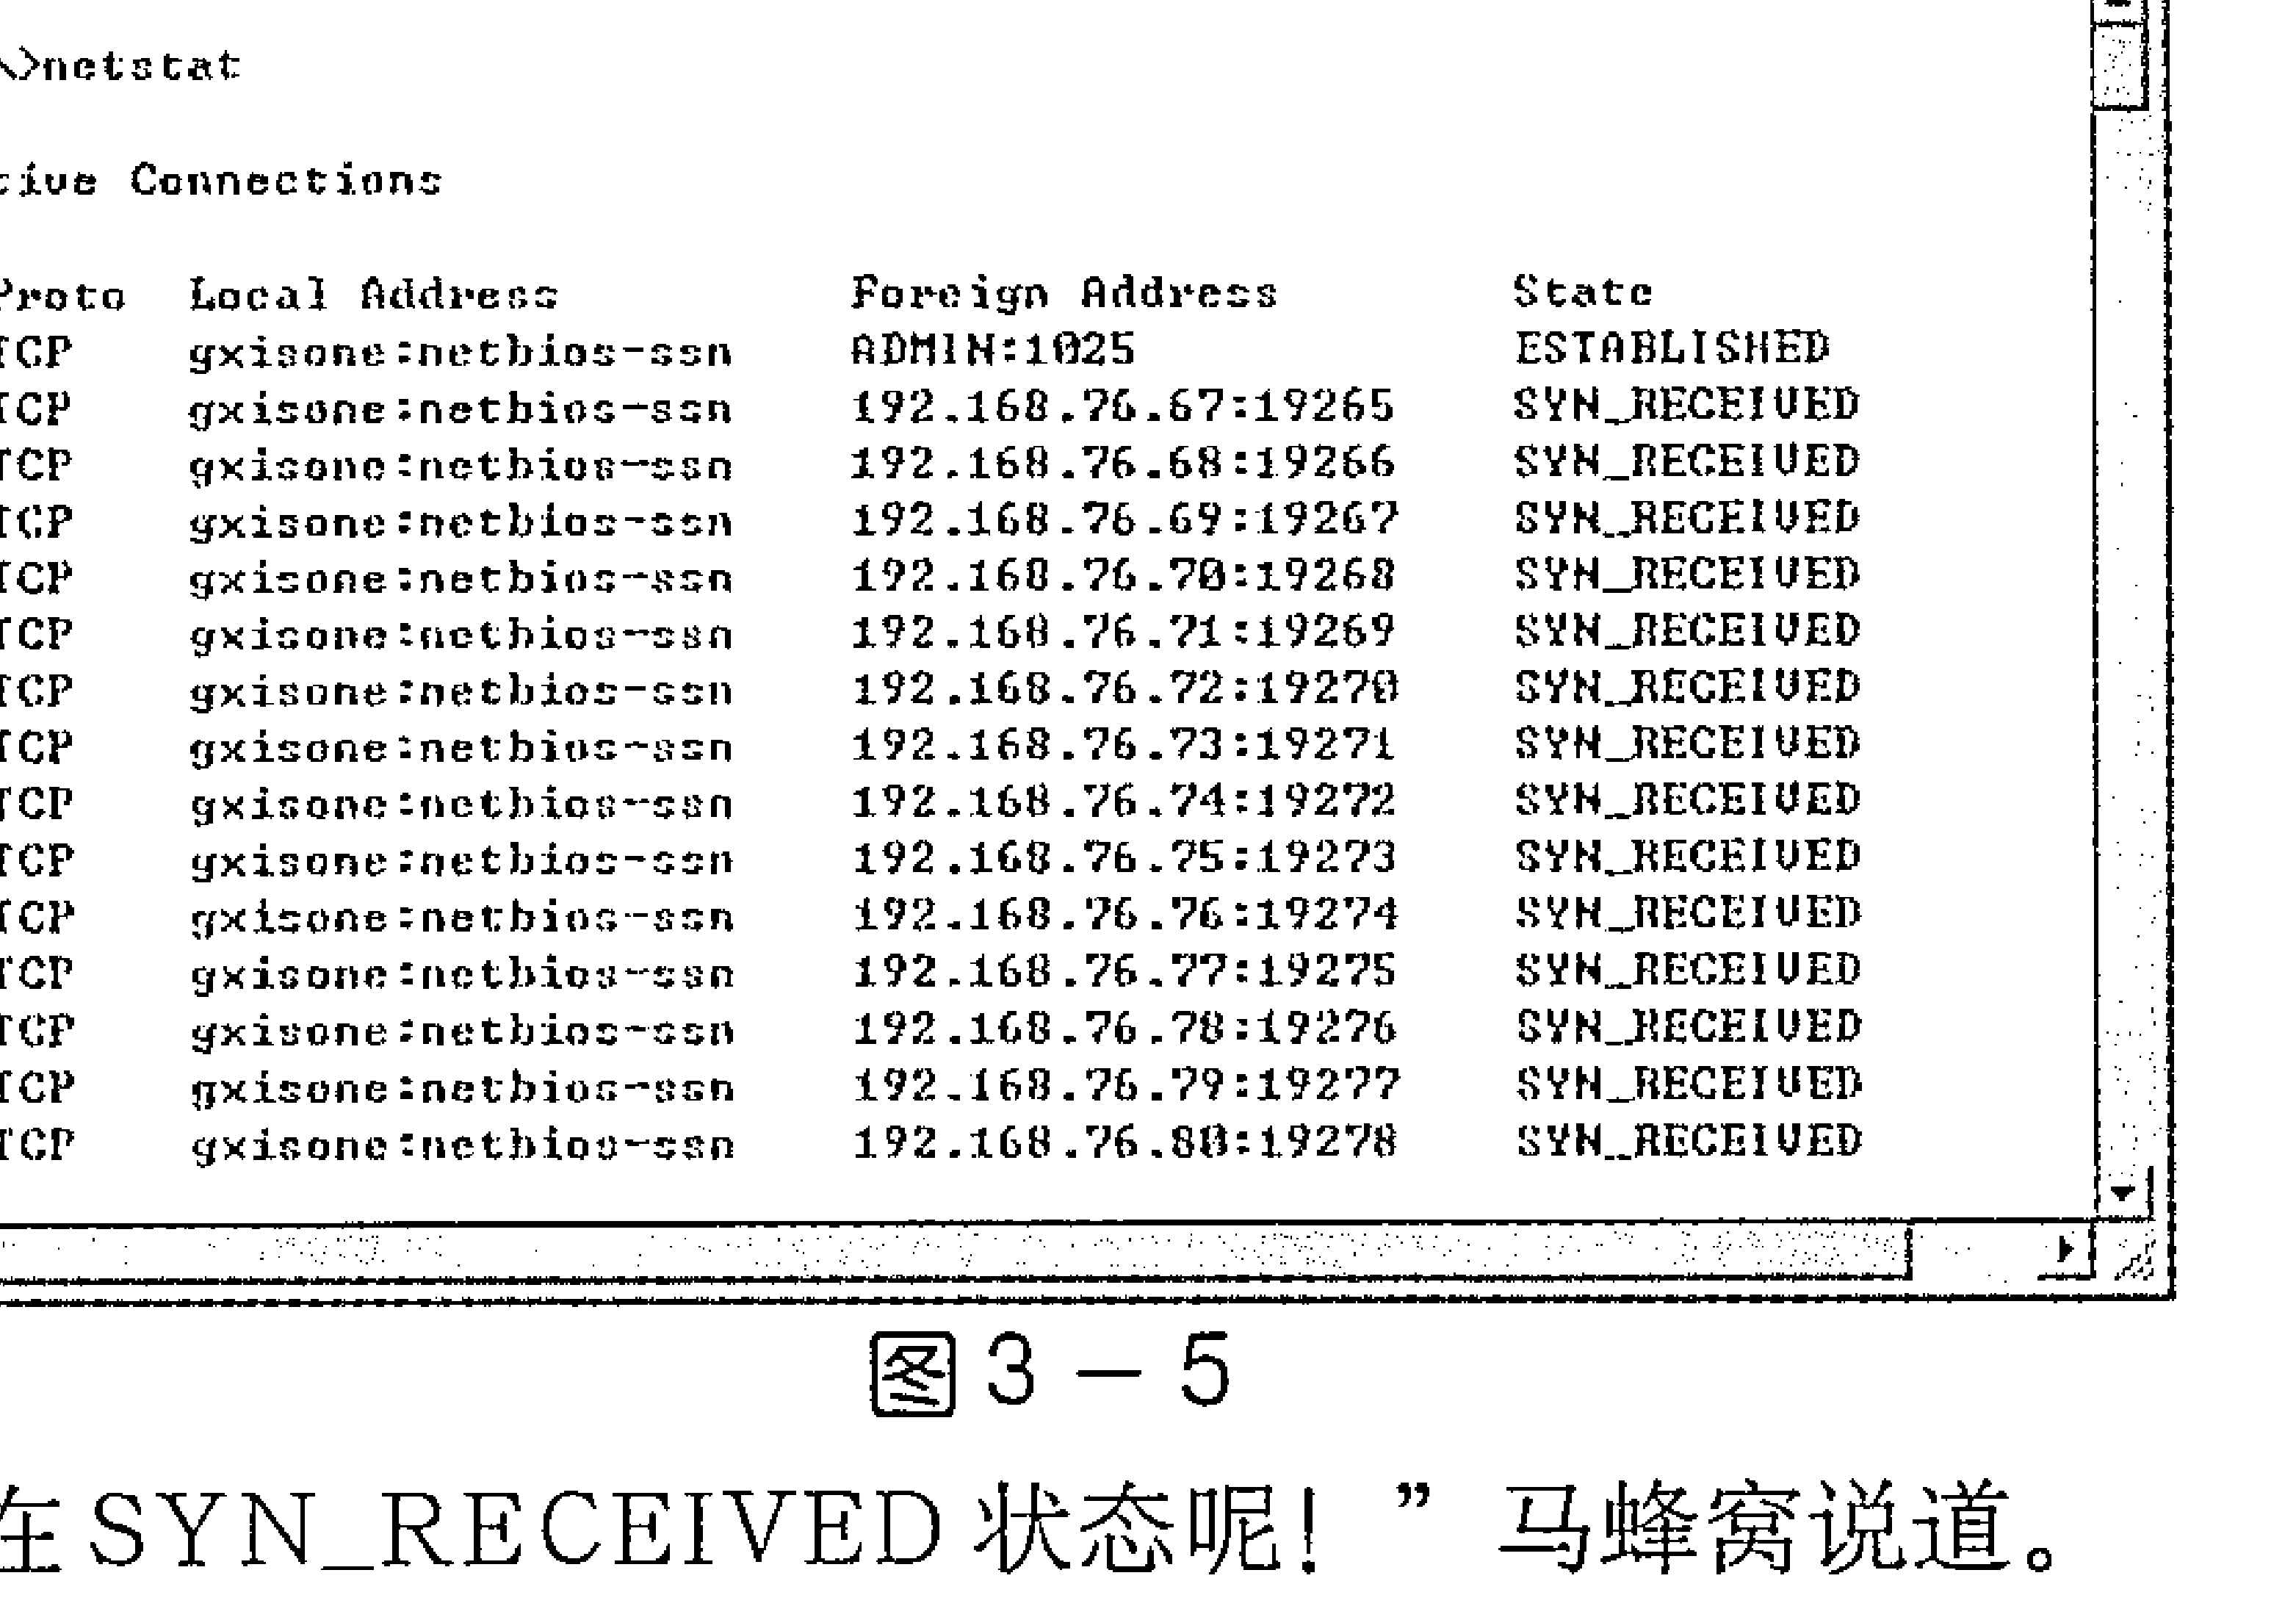 \>netstat
tive Connections
Proto Local Address Foreign Address State
TCP gxisone:netbios-ssn ADMIN:1025 ESTABLISHED
TCP gxisone:netbios-ssn 192.168.76.67:19265 SYN_RECEIVED
TCP gxisone:netbios-ssn 192.168.76.68:19266 SYN_RECEIVED
TCP gxisone:netbios-ssn 192.168.76.69:19267 SYN_RECEIVED
TCP gxisone:netbios-ssn 192.168.76.70:19268 SYN_RECEIVED
TCP gxisone:netbios-ssn 192.168.76.71:19269 SYN_RECEIVED
TCP gxisone:netbios-ssn 192.168.76.72:19270 SYN_RECEIVED
TCP gxisone:netbios-ssn 192.168.76.73:19271 SYN_RECEIVED
TCP gxisone:netbios-ssn 192.168.76.74:19272 SYN_RECEIVED
TCP gxisone:netbios-ssn 192.168.76.75:19273 SYN_RECEIVED
TCP gxisone:netbios-ssn 192.168.76.76:19274 SYN_RECEIVED
TCP gxisone:netbios-ssn 192.168.76.77:19275 SYN_RECEIVED
TCP gxisone:netbios-ssn 192.168.76.78:19276 SYN_RECEIVED
TCP gxisone:netbios-ssn 192.168.76.79:19277 SYN_RECEIVED
TCP gxisone:netbios-ssn 192.168.76.80:19278 SYN_RECEIVED
图3-5
在SYN_RECEIVED状态呢!”马蜂窝说道。